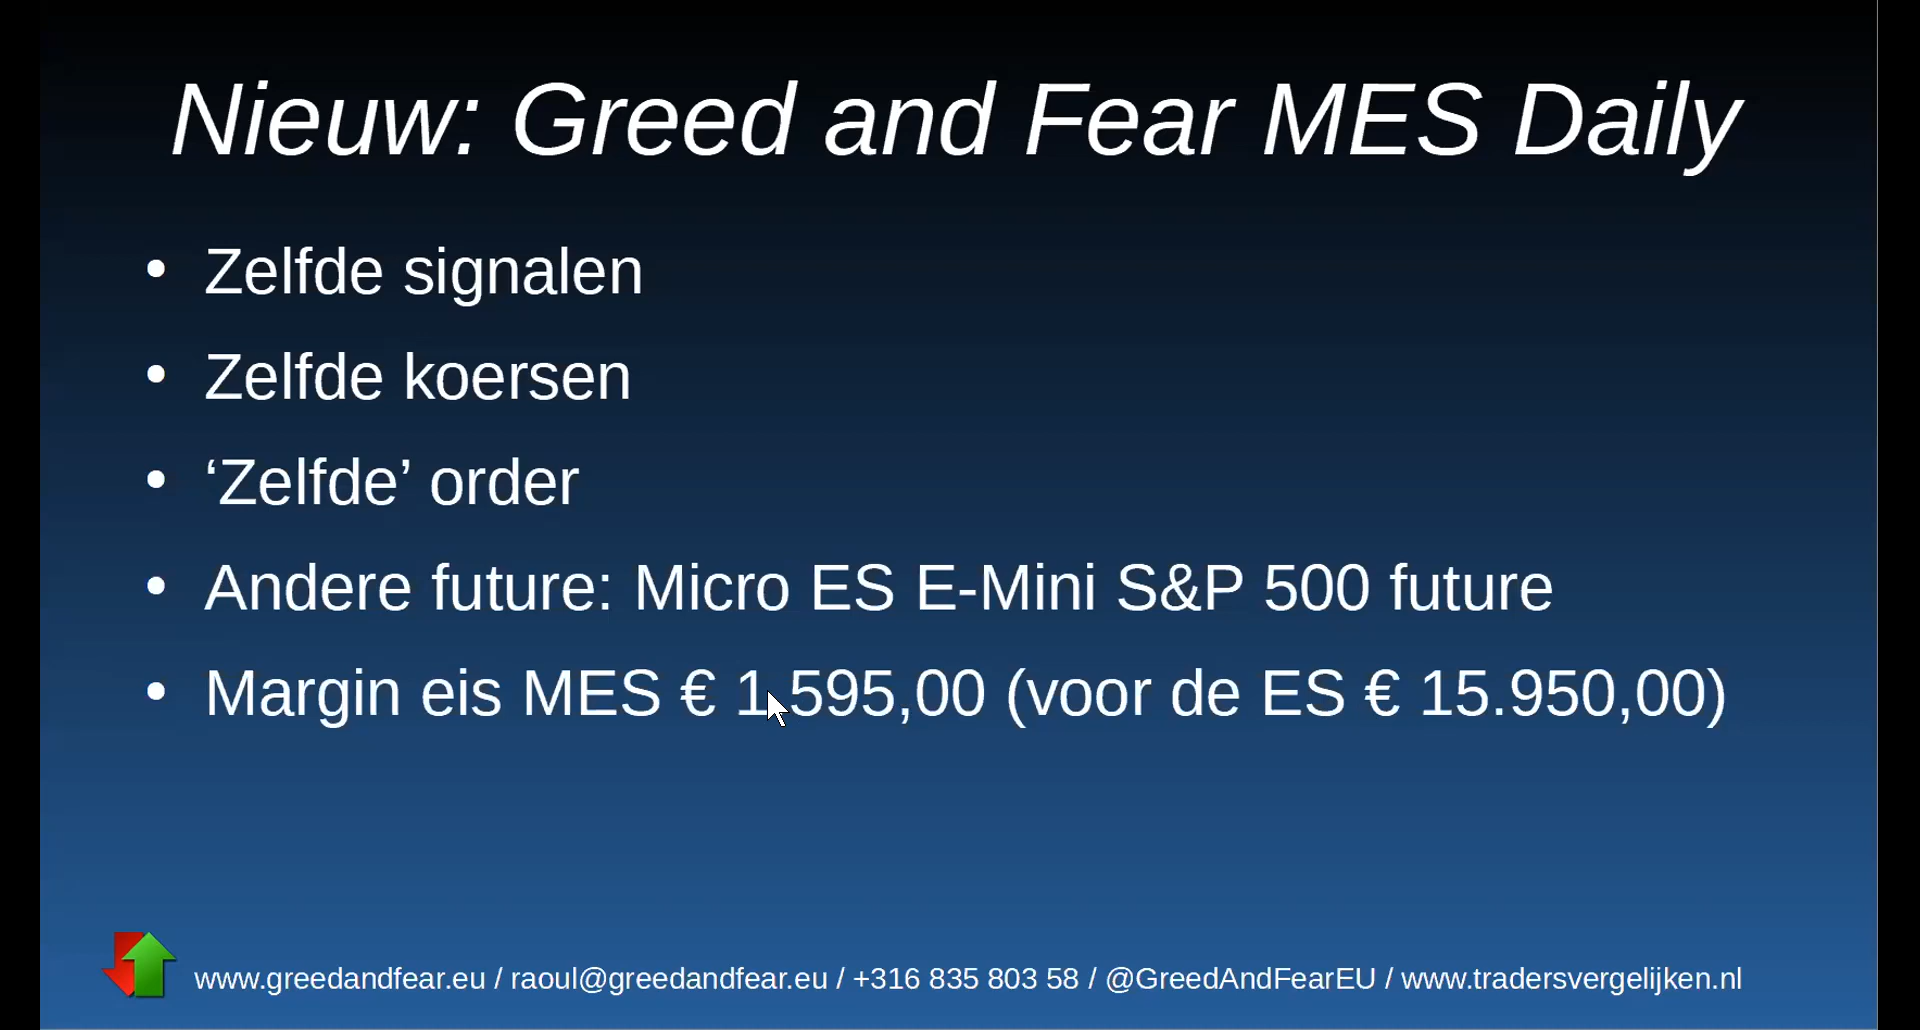 Nieuw: Greed and Fear MES Daily
• Zelfde signalen
• Zelfde koersen
• ‘Zelfde’ order
• Andere future: Micro ES E-Mini S&P 500 future
• Margin eis MES € 1.595,00 (voor de ES € 15.950,00)
www.greedandfear.eu / raoul@greedandfear.eu / +316 835 803 58 / @GreedAndFearEU / www.tradersvergelijken.nl